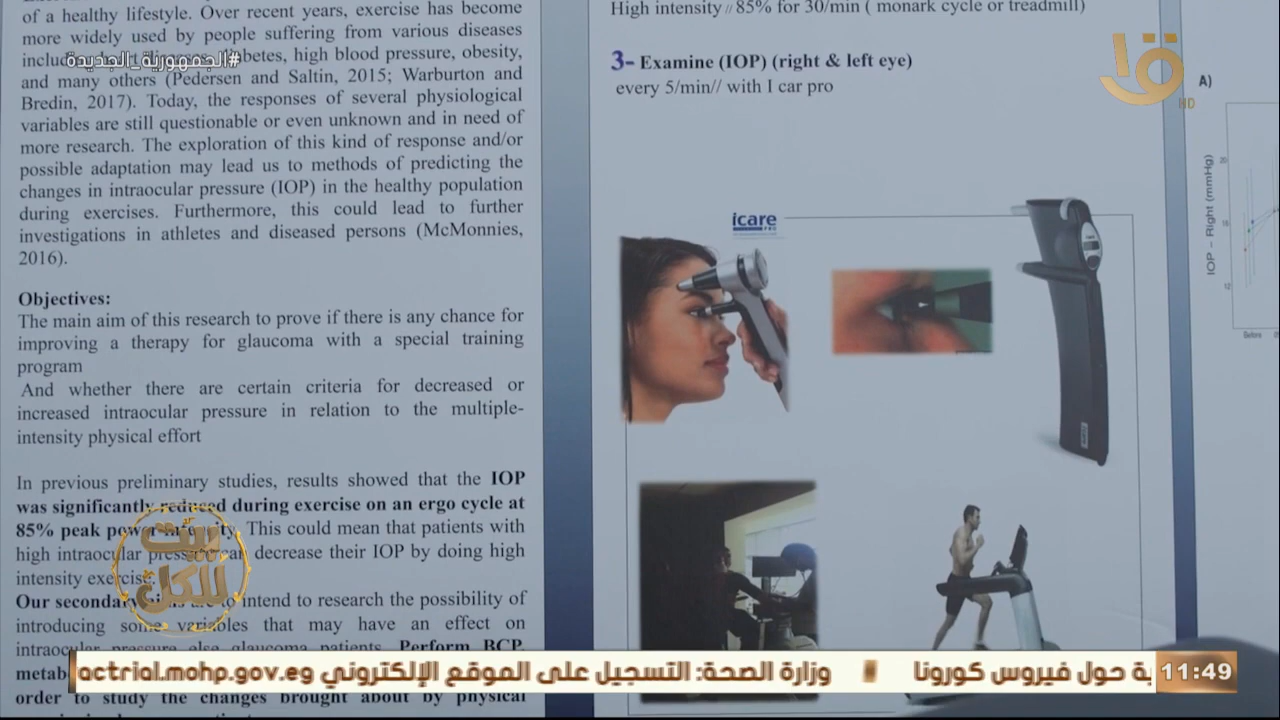 of a healthy lifestyle. Over recent years, exercise has become
more widely used by people suffering from various diseases
betes, high blood pressure, obesity,
and many others (Pedersen and Saltin, 2015; Warburton and
Bredin, 2017). Today, the responses of several physiological
variables are still questionable or even unknown and in need of
more research. The exploration of this kind of response and/or
possible adaptation may lead us to methods of predicting the
changes in intraocular pressure (IOP) in the healthy population
during exercises. Furthermore, this could lead to further
investigations in athletes and diseased persons (McMonnies,
2016).
Objectives:
The main aim of this research to prove if there is any chance for
improving a therapy for glaucoma with a special training
program
And whether there are certain criteria for decreased or
increased intraocular pressure in relation to the multiple-
intensity physical effort
In previous preliminary studies, results showed that the IOP
was significantly reduced during exercise on an ergo cycle at
85% peak This could mean that patients with
high intraocular decrease their IOP by doing high
intensity exercise.
Our secondary to intend to research the possibility of
introducing some variables that may have an effect on
Perform BCP,
order to study the changes brought about by physical
#الجمهورية_الجديدة
High intensity // 85% for 30/min ( monark cycle or treadmill)
3- Examine (IOP) (right & left eye)
every 5/min// with I car pro
icare
PRO
HD
A)
IOP – Right (mmHg)
20
16
12
Before
بيت للكل
ية حول فيروس كورونا
وزارة الصحة: التسجيل على الموقع الإلكتروني actrial.mohp.gov.eg
11:49